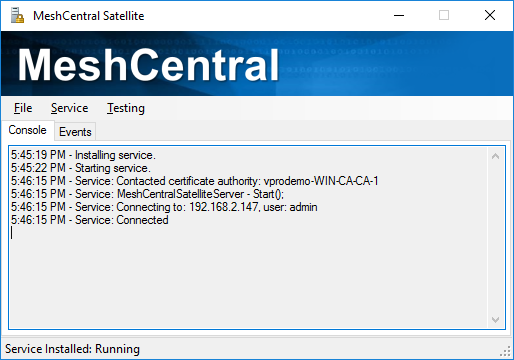 MeshCentral Satellite
MeshCentral
File Service Testing
Console Events
5:45:19 PM - Installing service.
5:45:22 PM - Starting service.
5:46:15 PM - Service: Contacted certificate authority: vprodemo-WIN-CA-CA-1
5:46:15 PM - Service: MeshCentralSatelliteServer - Start();
5:46:15 PM - Service: Connecting to: 192.168.2.147, user: admin
5:46:15 PM - Service: Connected
Service Installed: Running